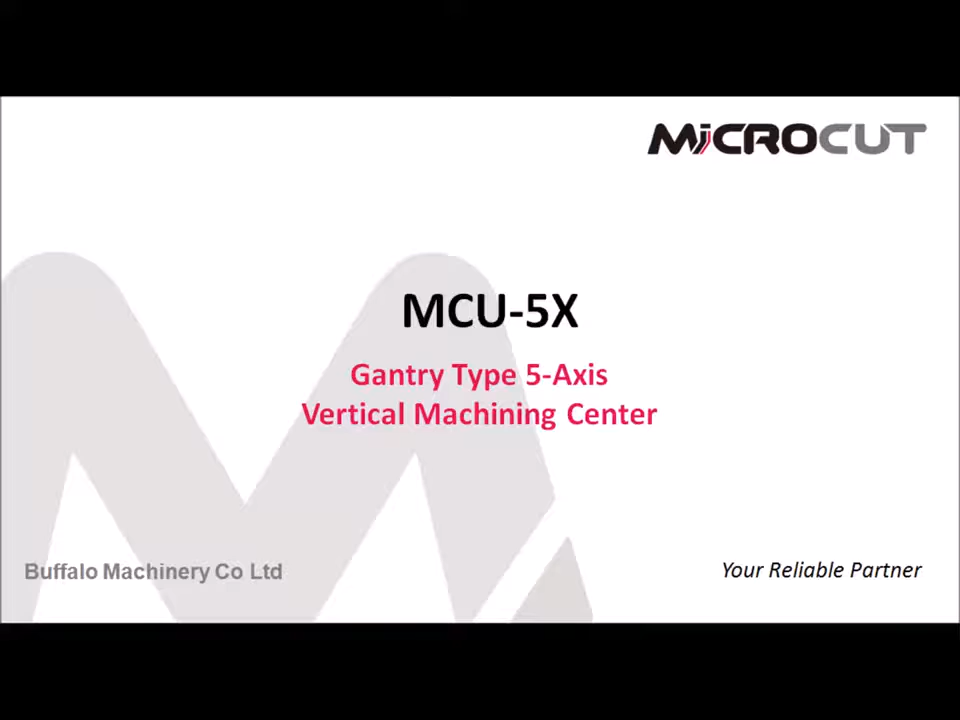 MiCROCUT
MCU-5X
Gantry Type 5-Axis
Vertical Machining Center
Buffalo Machinery Co Ltd
Your Reliable Partner